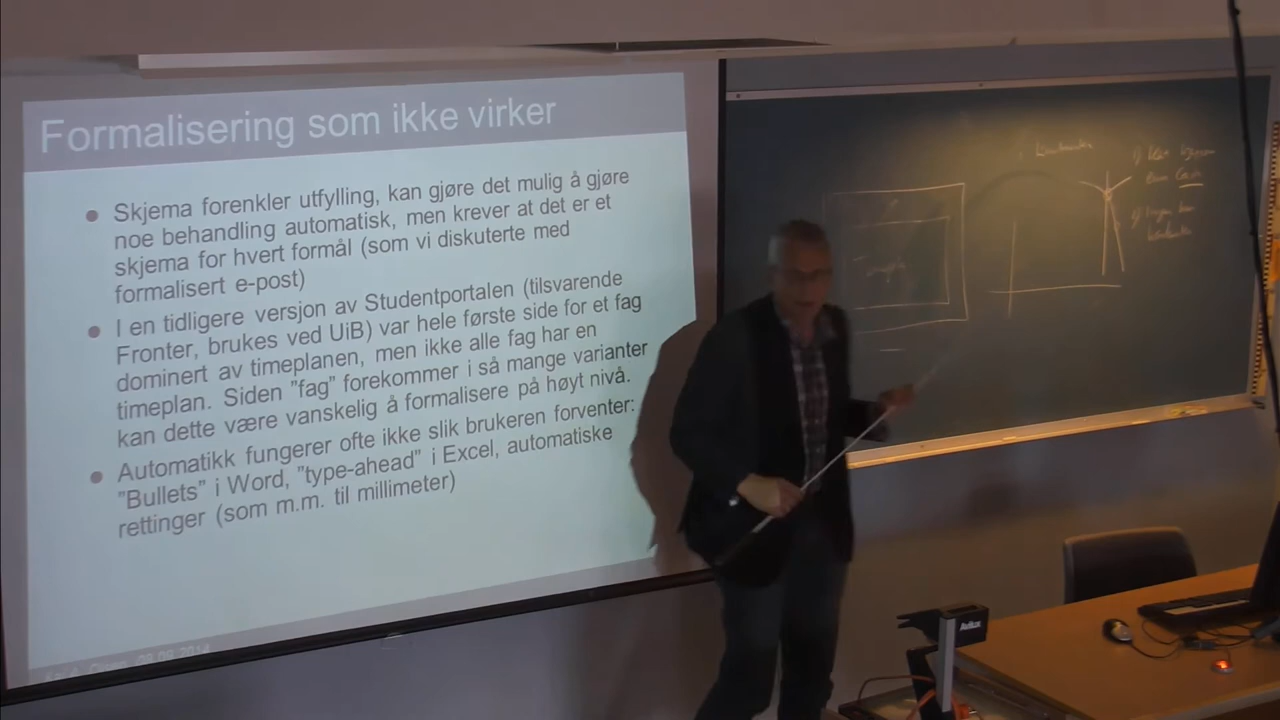 Formalisering som ikke virker
Skjema forenkler utfylling, kan gjøre det mulig å gjøre
noe behandling automatisk, men krever at det er et
skjema for hvert formål (som vi diskuterte med
formalisert e-post)
I en tidligere versjon av Studentportalen (tilsvarende
Fronter, brukes ved UiB) var hele første side for et fag
dominert av timeplanen, men ikke alle fag har en
timeplan. Siden "fag" forekommer i så mange varianter
kan dette være vanskelig å formalisere på høyt nivå.
Automatikk fungerer ofte ikke slik brukeren forventer:
"Bullets" i Word, "type-ahead" i Excel, automatiske
rettinger (som m.m. til millimeter)